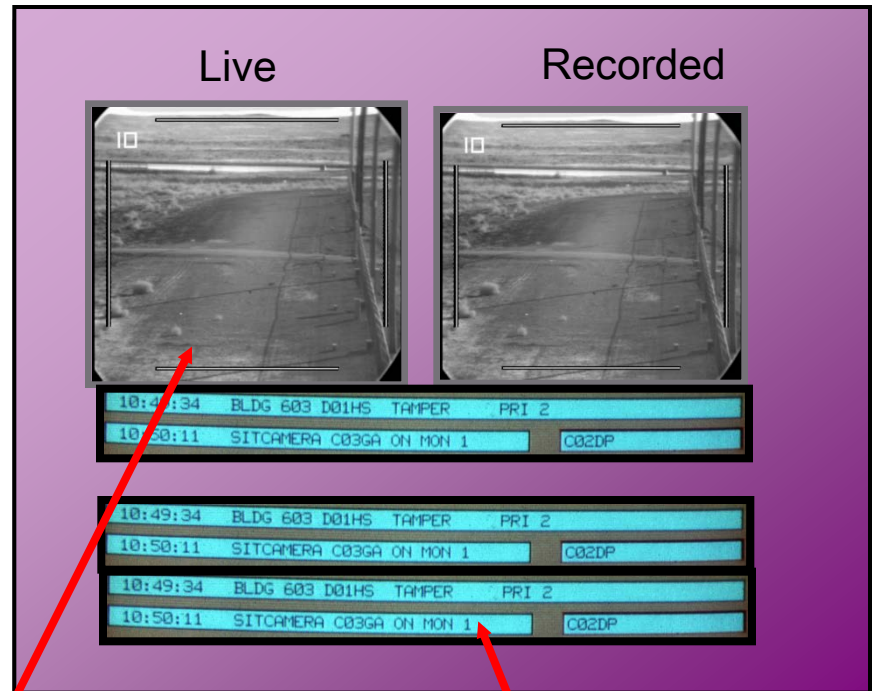 Live Recorded
10 10
10:49:34 BLDG 603 D01HS TAMPER PRI 2
10:50:11 SITCAMERA C03GA ON MON 1 C02DP
10:49:34 BLDG 603 D01HS TAMPER PRI 2
10:50:11 SITCAMERA C03GA ON MON 1 C02DP
10:49:34 BLDG 603 D01HS TAMPER PRI 2
10:50:11 SITCAMERA C03GA ON MON 1 C02DP